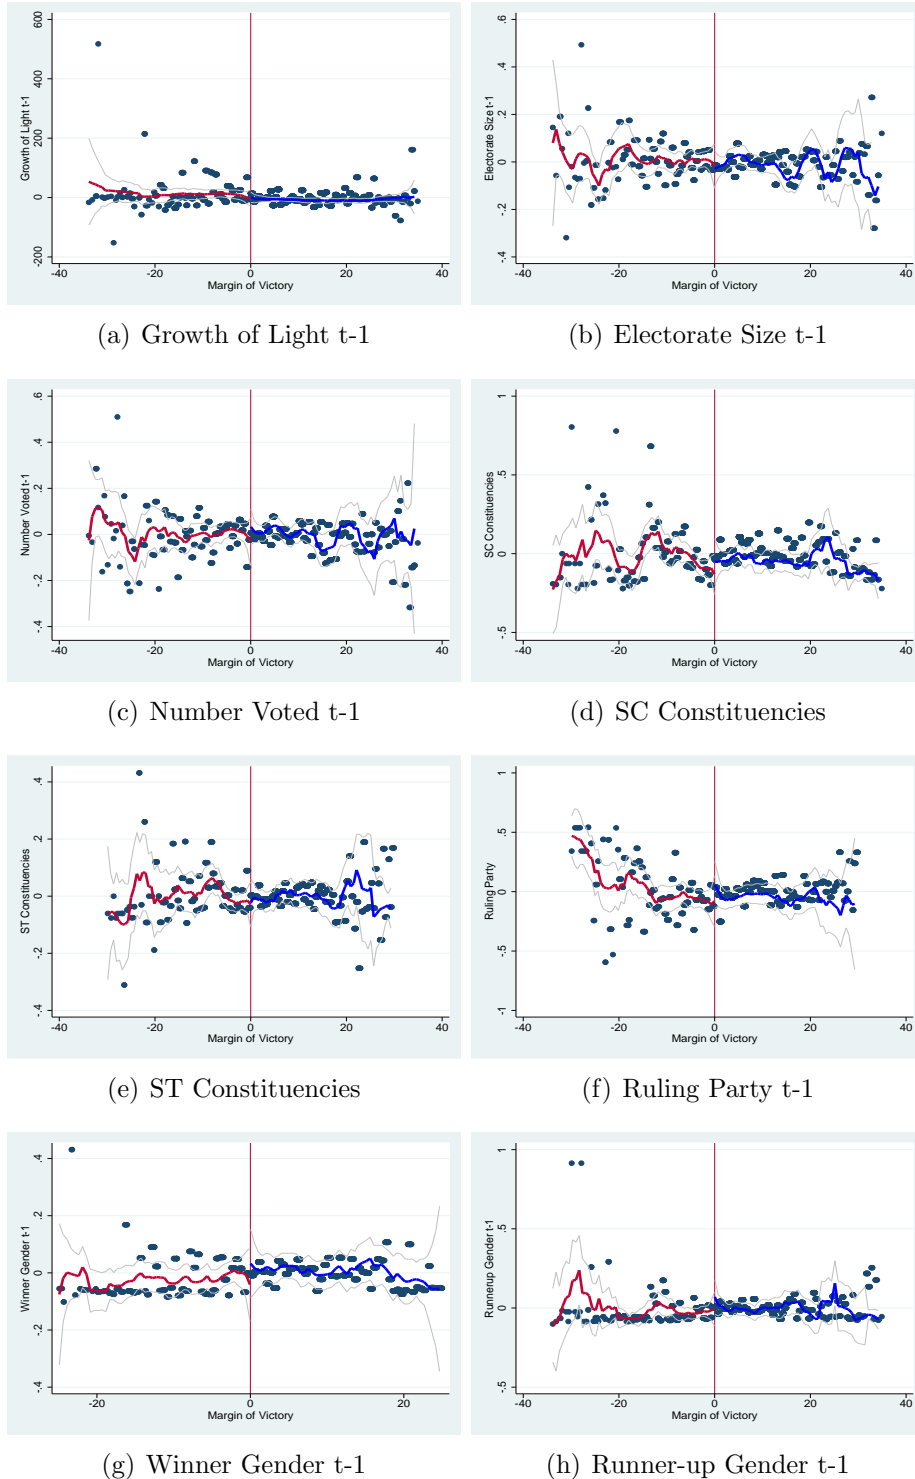 600
400
200
0
-200
Growth of Light t-1
-40 -20 0 20 40
Margin of Victory
(a) Growth of Light t-1
.6
.4
.2
0
-.2
-.4
Electorate Size t-1
-40 -20 0 20 40
Margin of Victory
(b) Electorate Size t-1
.6
.4
.2
0
-.2
-.4
Number Voted t-1
-40 -20 0 20 40
Margin of Victory
(c) Number Voted t-1
1
.5
0
-.5
SC Constituencies
-40 -20 0 20 40
Margin of Victory
(d) SC Constituencies
.4
.2
0
-.2
-.4
ST Constituencies
-40 -20 0 20 40
Margin of Victory
(e) ST Constituencies
1
.5
0
-.5
-1
Ruling Party
-40 -20 0 20 40
Margin of Victory
(f) Ruling Party t-1
.4
.2
0
-.2
-.4
Winner Gender t-1
-20 0 20
Margin of Victory
(g) Winner Gender t-1
1
.5
0
-.5
Runnerup Gender t-1
-40 -20 0 20 40
Margin of Victory
(h) Runner-up Gender t-1